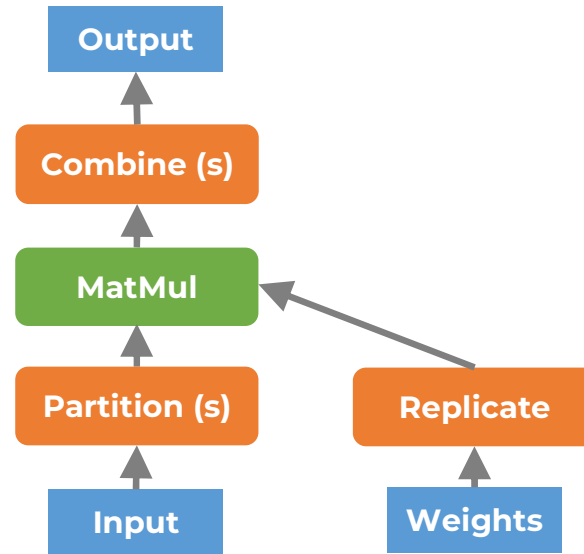 Output
Combine (s)
MatMul
Partition (s)
Replicate
Input
Weights